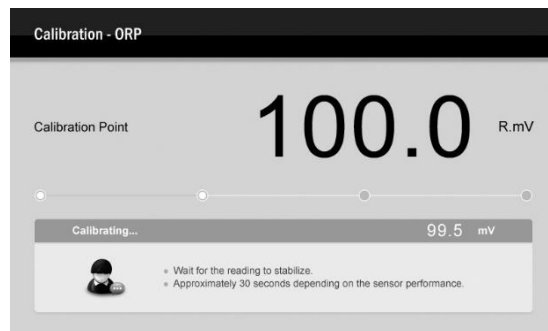 Calibration - ORP
Calibration Point 100.0 R.mV
Calibrating... 99.5 mV
Wait for the reading to stabilize.
Approximately 30 seconds depending on the sensor performance.